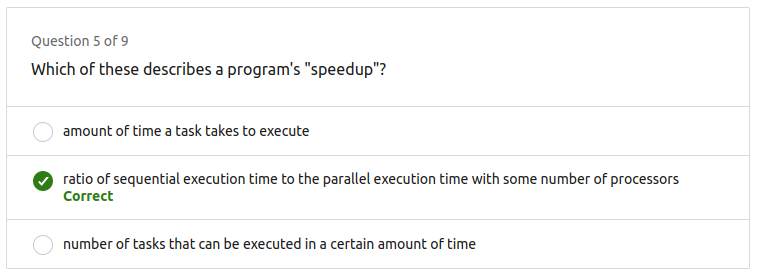 Question 5 of 9
Which of these describes a program's "speedup"?
amount of time a task takes to execute
ratio of sequential execution time to the parallel execution time with some number of processors
Correct
number of tasks that can be executed in a certain amount of time